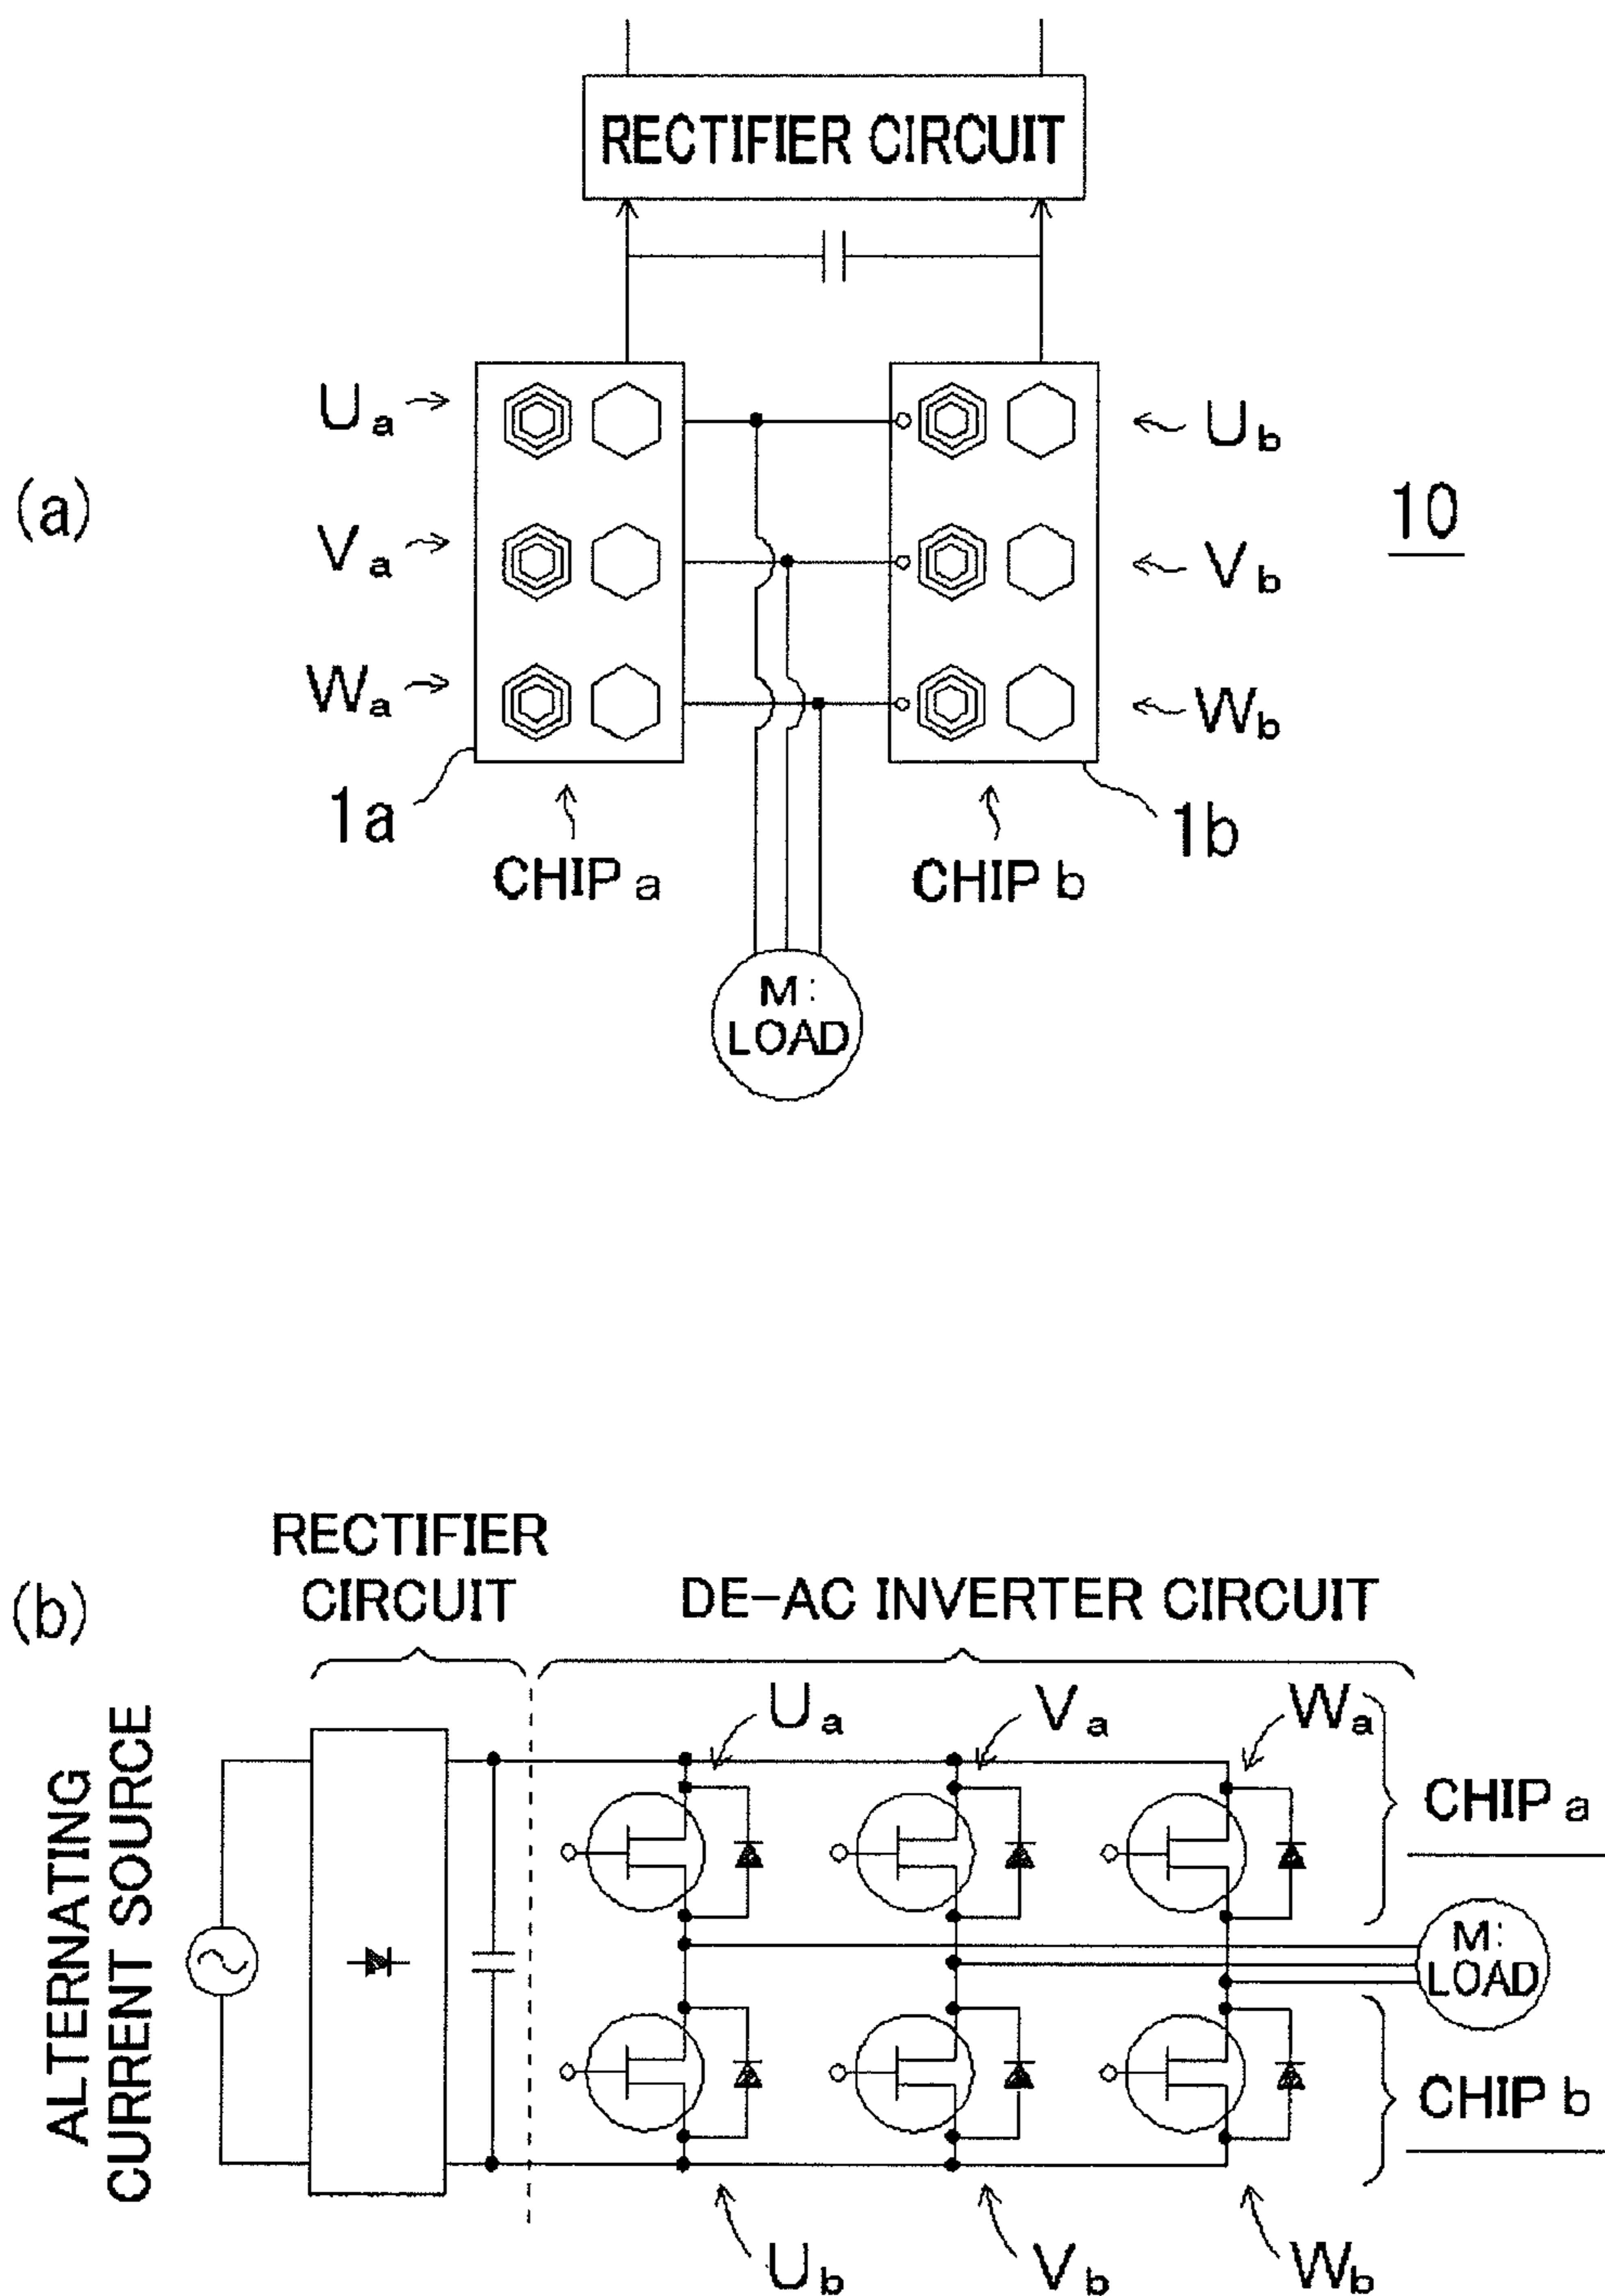 RECTIFIER CIRCUIT
Ua
Ub
(a)
10
Va
Vb
Wa
Wb
1a
1b
CHIP a
CHIP b
M:
LOAD
RECTIFIER
CIRCUIT
DE-AC INVERTER CIRCUIT
(b)
Ua
Va
Wa
ALTERNATING
CURRENT SOURCE
CHIP a
M:
LOAD
CHIP b
Ub
Vb
Wb